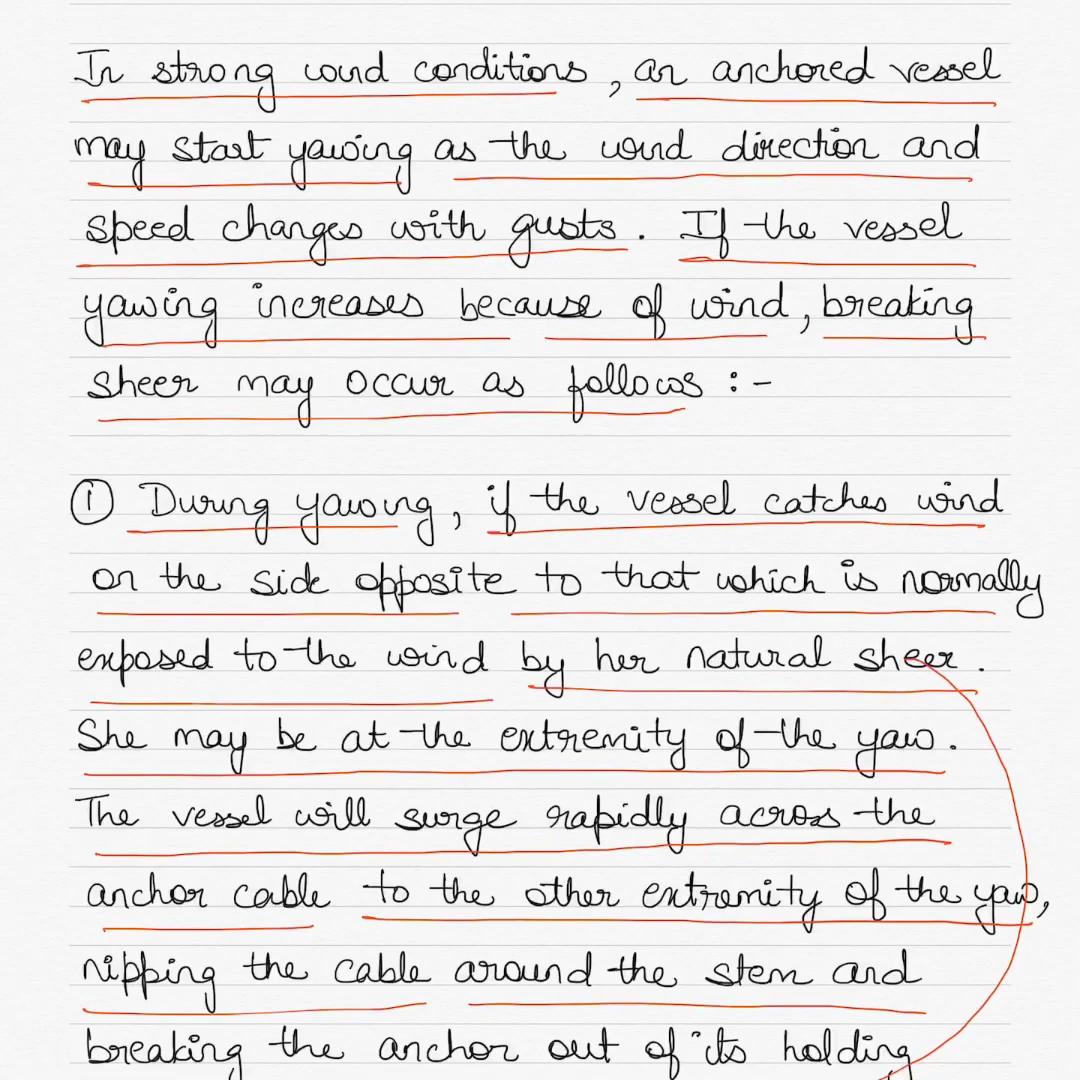 In strong wind conditions , an anchored vessel
may start yawing as the wind direction and
speed changes with gusts . If the vessel
yawing increases because of wind , breaking
sheer may occur as follows :-
① During yawing , if the vessel catches wind
on the side opposite to that which is normally
exposed to the wind by her natural sheer .
She may be at the extremity of the yaw .
The vessel will surge rapidly across the
anchor cable to the other extremity of the yaw,
nipping the cable around the stem and
breaking the anchor out of its holding